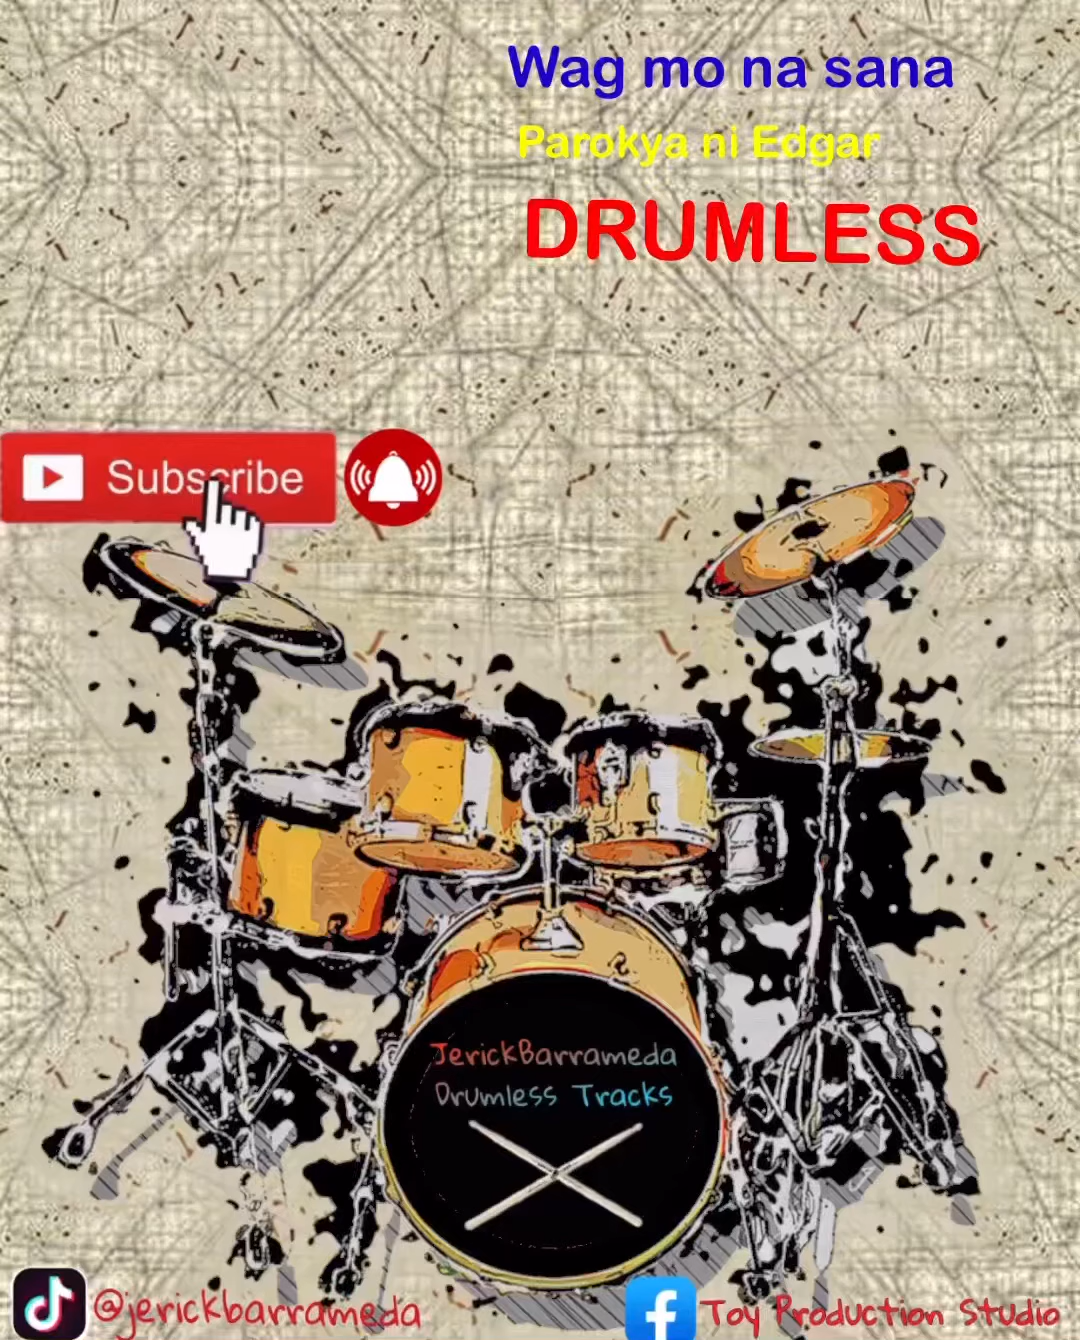 Wag mo na sana
Parokya ni Edgar
DRUMLESS
Subscribe
JerickBarrameda
Drumless Tracks
@jerickbarrameda
Toy Production Studio